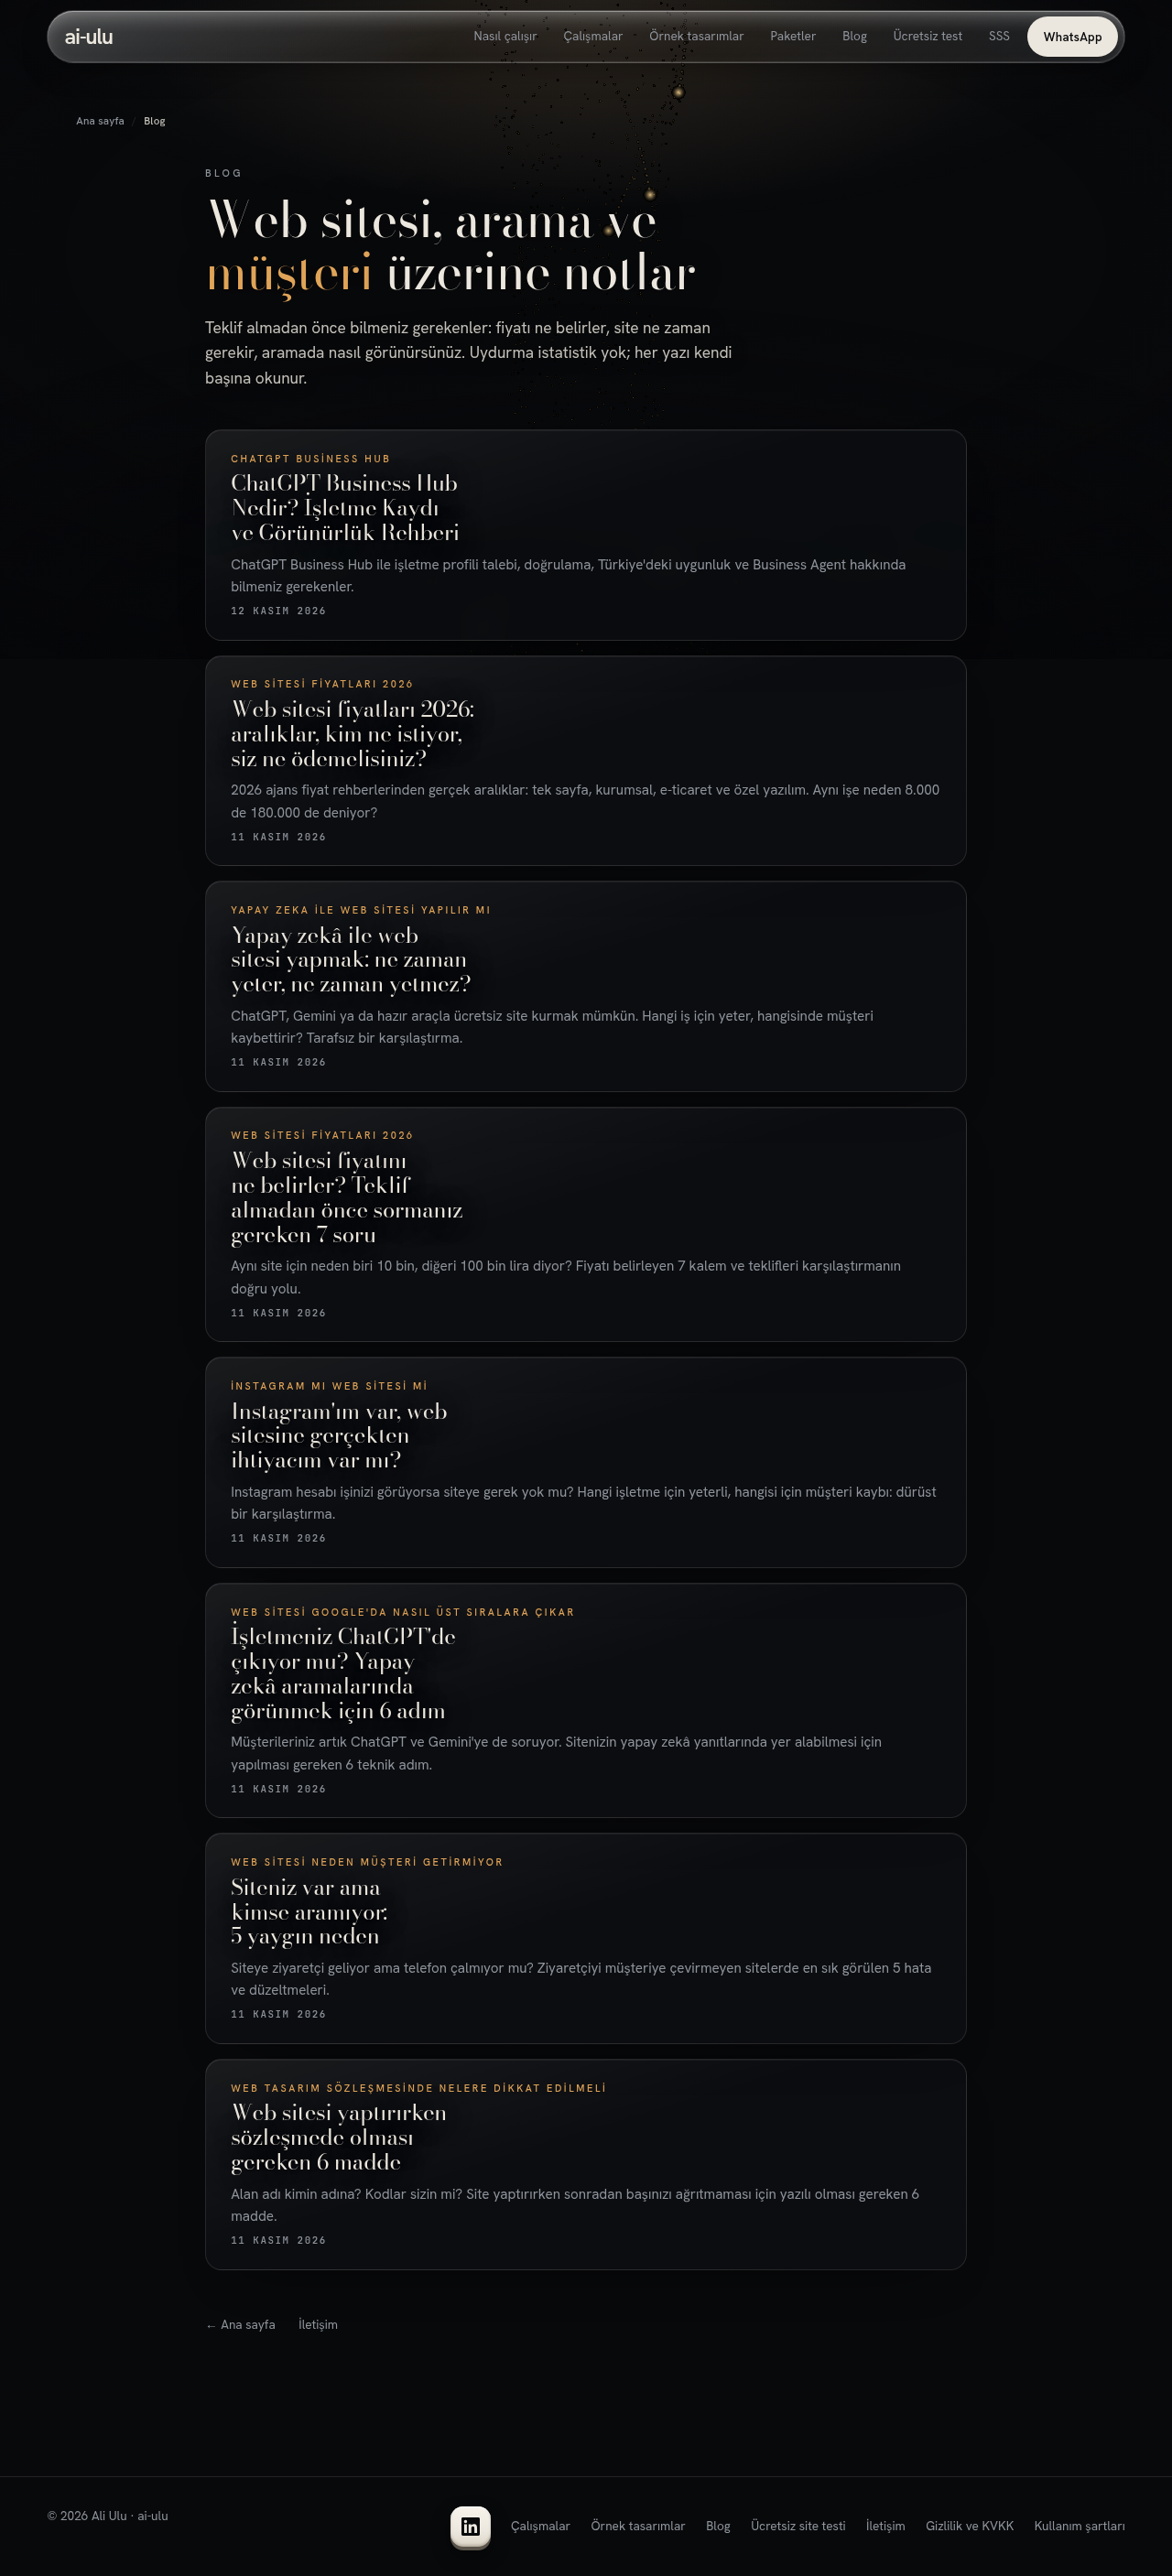 ai-ulu
Nasıl çalışır Çalışmalar Örnek tasarımlar Paketler Blog Ücretsiz test SSS WhatsApp
Ana sayfa / Blog
BLOG
Web sitesi, arama ve
müşteri üzerine notlar
Teklif almadan önce bilmeniz gerekenler: fiyatı ne belirler, site ne zaman
gerekir, aramada nasıl görünürsünüz. Uydurma istatistik yok; her yazı kendi
başına okunur.
CHATGPT BUSİNESS HUB
ChatGPT Business Hub
Nedir? İşletme Kaydı
ve Görünürlük Rehberi
ChatGPT Business Hub ile işletme profili talebi, doğrulama, Türkiye'deki uygunluk ve Business Agent hakkında
bilmeniz gerekenler.
12 KASIM 2026
WEB SİTESİ FİYATLARI 2026
Web sitesi fiyatları 2026:
aralıklar, kim ne istiyor,
siz ne ödemelisiniz?
2026 ajans fiyat rehberlerinden gerçek aralıklar: tek sayfa, kurumsal, e-ticaret ve özel yazılım. Aynı işe neden 8.000
de 180.000 de deniyor?
11 KASIM 2026
YAPAY ZEKA İLE WEB SİTESİ YAPILIR MI
Yapay zekâ ile web
sitesi yapmak: ne zaman
yeter, ne zaman yetmez?
ChatGPT, Gemini ya da hazır araçla ücretsiz site kurmak mümkün. Hangi iş için yeter, hangisinde müşteri
kaybettirir? Tarafsız bir karşılaştırma.
11 KASIM 2026
WEB SİTESİ FİYATLARI 2026
Web sitesi fiyatını
ne belirler? Teklif
almadan önce sormanız
gereken 7 soru
Aynı site için neden biri 10 bin, diğeri 100 bin lira diyor? Fiyatı belirleyen 7 kalem ve teklifleri karşılaştırmanın
doğru yolu.
11 KASIM 2026
İNSTAGRAM MI WEB SİTESİ Mİ
Instagram'ım var, web
sitesine gerçekten
ihtiyacım var mı?
Instagram hesabı işinizi görüyorsa siteye gerek yok mu? Hangi işletme için yeterli, hangisi için müşteri kaybı: dürüst
bir karşılaştırma.
11 KASIM 2026
WEB SİTESİ GOOGLE'DA NASIL ÜST SIRALARA ÇIKAR
İşletmeniz ChatGPT'de
çıkıyor mu? Yapay
zekâ aramalarında
görünmek için 6 adım
Müşterileriniz artık ChatGPT ve Gemini'ye de soruyor. Sitenizin yapay zekâ yanıtlarında yer alabilmesi için
yapılması gereken 6 teknik adım.
11 KASIM 2026
WEB SİTESİ NEDEN MÜŞTERİ GETİRMİYOR
Siteniz var ama
kimse aramıyor:
5 yaygın neden
Siteye ziyaretçi geliyor ama telefon çalmıyor mu? Ziyaretçiyi müşteriye çevirmeyen sitelerde en sık görülen 5 hata
ve düzeltmeleri.
11 KASIM 2026
WEB TASARIM SÖZLEŞMESİNDE NELERE DİKKAT EDİLMELİ
Web sitesi yaptırırken
sözleşmede olması
gereken 6 madde
Alan adı kimin adına? Kodlar sizin mi? Site yaptırırken sonradan başınızı ağrıtmaması için yazılı olması gereken 6
madde.
11 KASIM 2026
← Ana sayfa İletişim
© 2026 Ali Ulu · ai-ulu
in Çalışmalar Örnek tasarımlar Blog Ücretsiz site testi İletişim Gizlilik ve KVKK Kullanım şartları